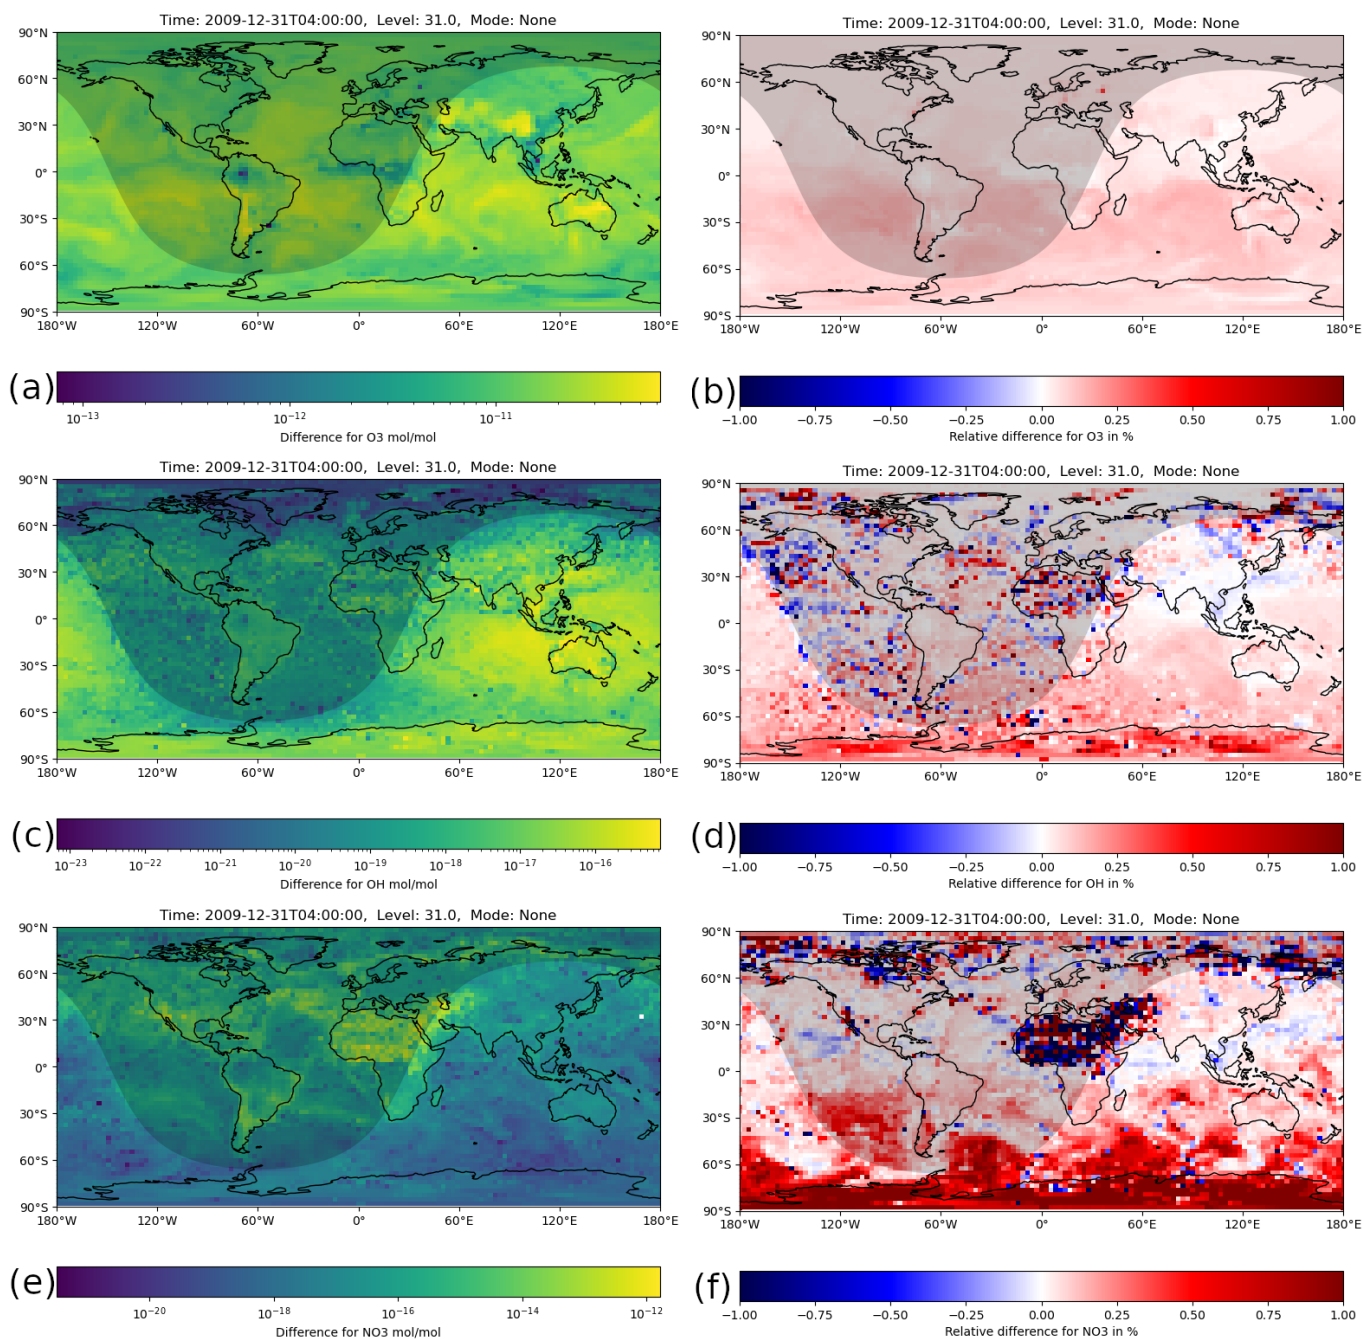 Time: 2009-12-31T04:00:00, Level: 31.0, Mode: None
90°N
60°N
30°N
0°
30°S
60°S
90°S
180°W 120°W 60°W 0° 60°E 120°E 180°E
(a)
10⁻¹³ 10⁻¹² 10⁻¹¹
Difference for O3 mol/mol
Time: 2009-12-31T04:00:00, Level: 31.0, Mode: None
90°N
60°N
30°N
0°
30°S
60°S
90°S
180°W 120°W 60°W 0° 60°E 120°E 180°E
(b)
−1.00 −0.75 −0.50 −0.25 0.00 0.25 0.50 0.75 1.00
Relative difference for O3 in %
Time: 2009-12-31T04:00:00, Level: 31.0, Mode: None
90°N
60°N
30°N
0°
30°S
60°S
90°S
180°W 120°W 60°W 0° 60°E 120°E 180°E
(c)
10⁻²³ 10⁻²² 10⁻²¹ 10⁻²⁰ 10⁻¹⁹ 10⁻¹⁸ 10⁻¹⁷ 10⁻¹⁶
Difference for OH mol/mol
Time: 2009-12-31T04:00:00, Level: 31.0, Mode: None
90°N
60°N
30°N
0°
30°S
60°S
90°S
180°W 120°W 60°W 0° 60°E 120°E 180°E
(d)
−1.00 −0.75 −0.50 −0.25 0.00 0.25 0.50 0.75 1.00
Relative difference for OH in %
Time: 2009-12-31T04:00:00, Level: 31.0, Mode: None
90°N
60°N
30°N
0°
30°S
60°S
90°S
180°W 120°W 60°W 0° 60°E 120°E 180°E
(e)
10⁻²⁰ 10⁻¹⁸ 10⁻¹⁶ 10⁻¹⁴ 10⁻¹²
Difference for NO3 mol/mol
Time: 2009-12-31T04:00:00, Level: 31.0, Mode: None
90°N
60°N
30°N
0°
30°S
60°S
90°S
180°W 120°W 60°W 0° 60°E 120°E 180°E
(f)
−1.00 −0.75 −0.50 −0.25 0.00 0.25 0.50 0.75 1.00
Relative difference for NO3 in %